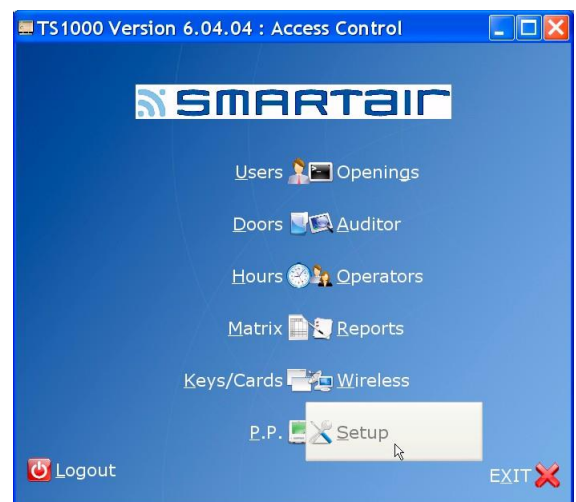 TS1000 Version 6.04.04 : Access Control
SMARTair
Users Openings
Doors Auditor
Hours Operators
Matrix Reports
Keys/Cards Wireless
P.P. Setup
Logout EXIT